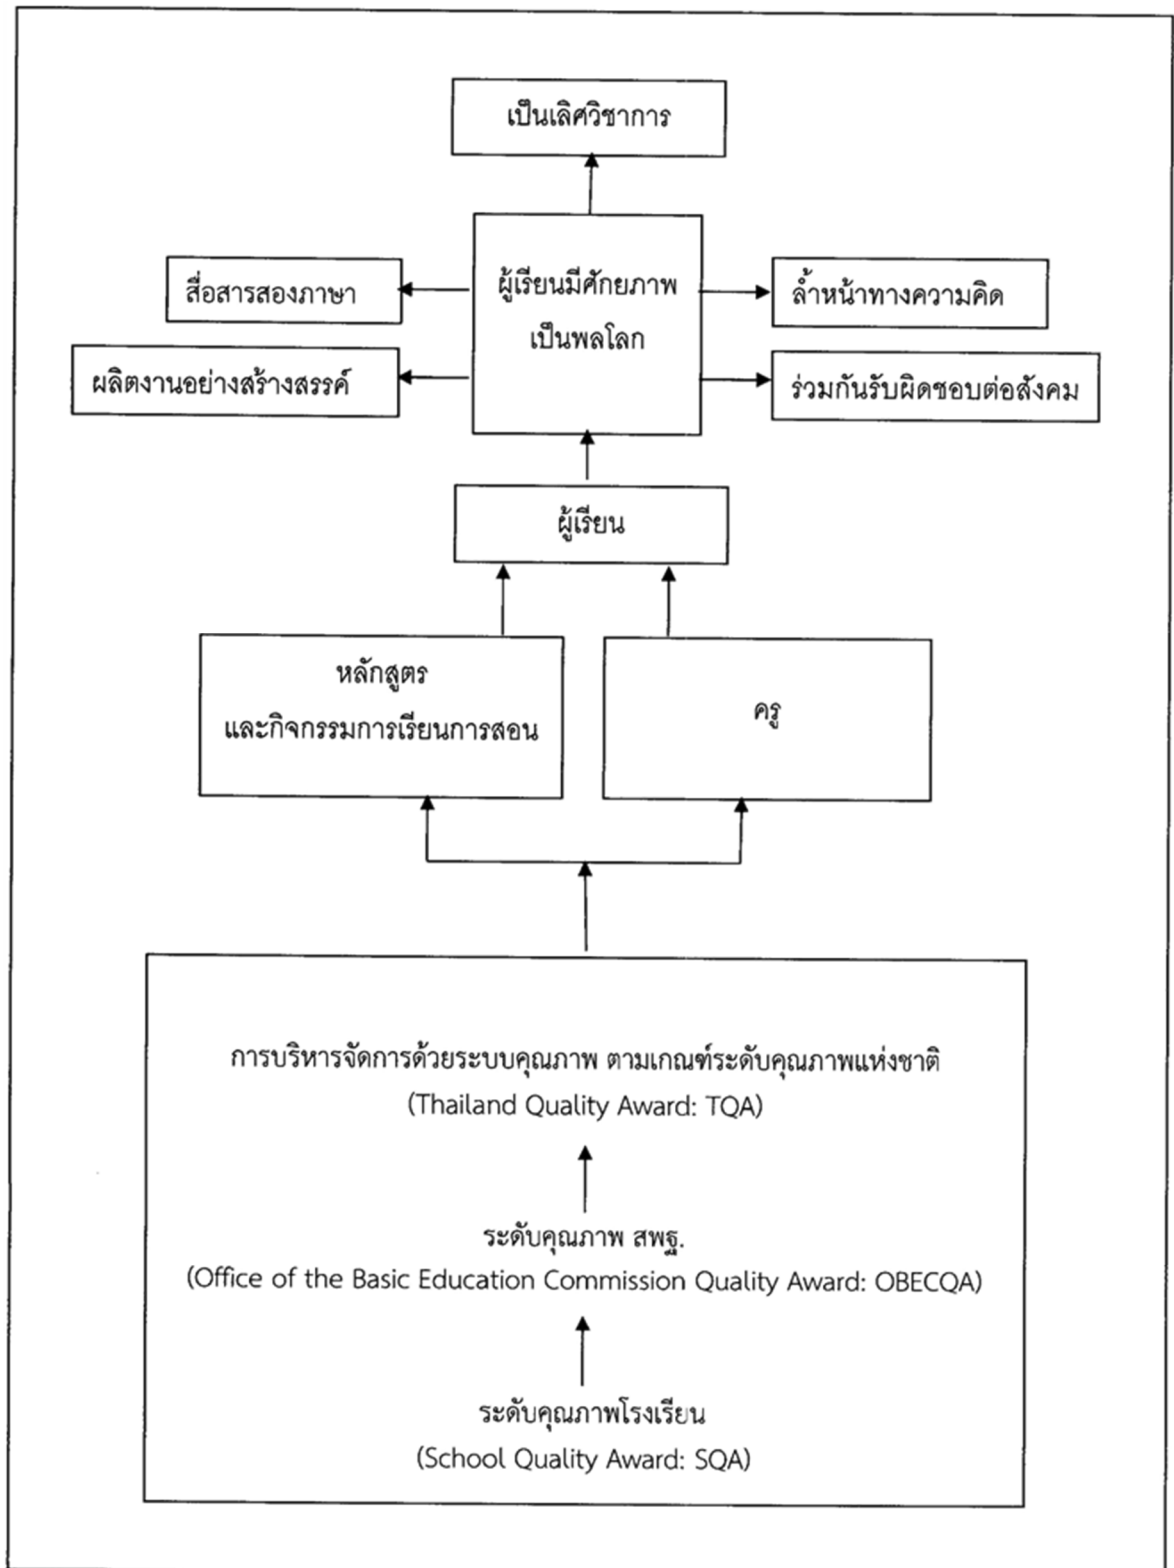 เป็นเลิศวิชาการ
สื่อสารสองภาษา
ผู้เรียนมีศักยภาพ
เป็นพลโลก
ล้ำหน้าทางความคิด
ผลิตงานอย่างสร้างสรรค์
ร่วมกันรับผิดชอบต่อสังคม
ผู้เรียน
หลักสูตร
และกิจกรรมการเรียนการสอน
ครู
การบริหารจัดการด้วยระบบคุณภาพ ตามเกณฑ์ระดับคุณภาพแห่งชาติ
(Thailand Quality Award: TQA)
ระดับคุณภาพ สพฐ.
(Office of the Basic Education Commission Quality Award: OBECQA)
ระดับคุณภาพโรงเรียน
(School Quality Award: SQA)